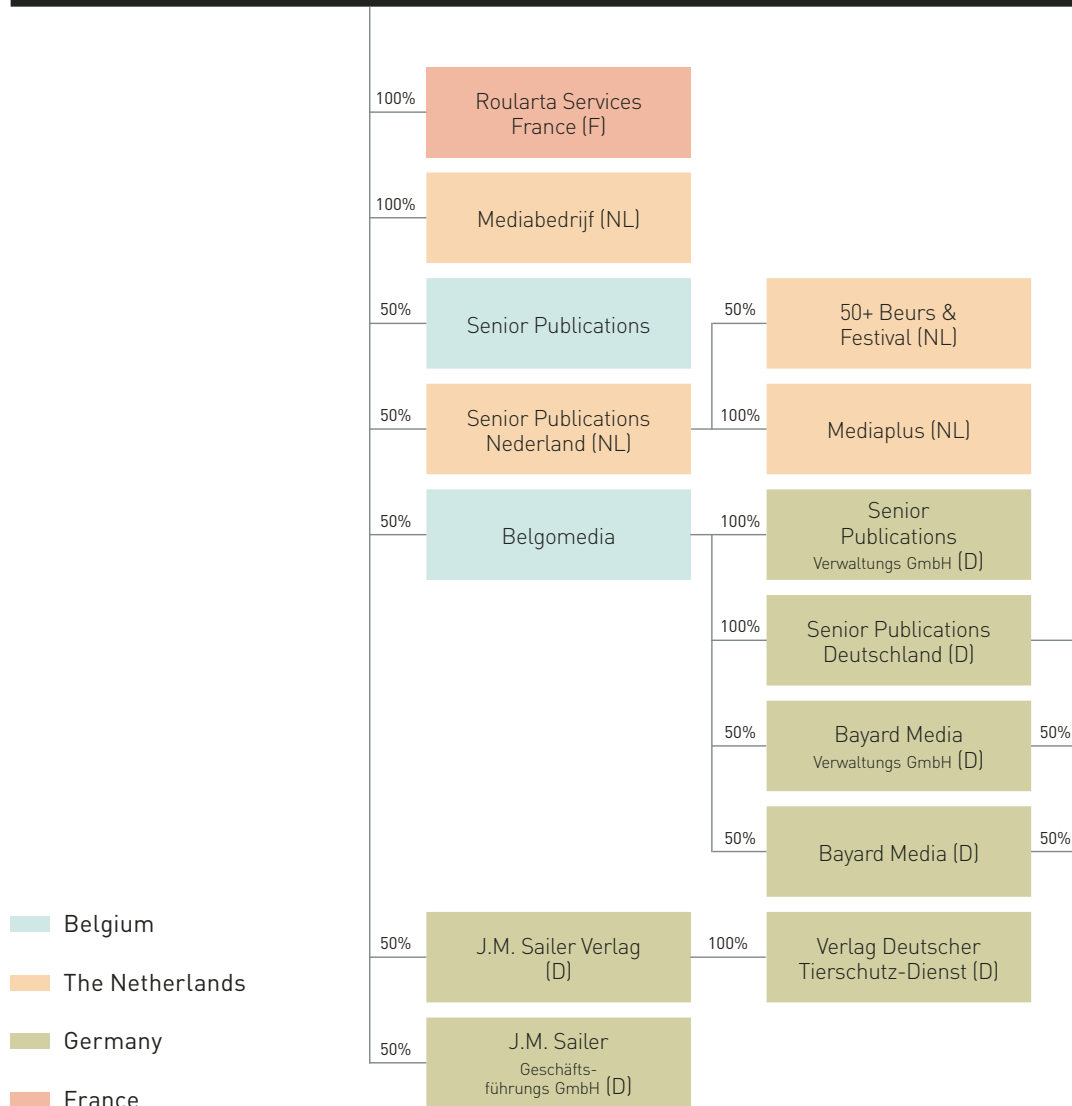 100%
Roularta Services
France (F)
100%
Mediabedrijf (NL)
50%
Senior Publications
50%
50+ Beurs &
Festival (NL)
50%
Senior Publications
Nederland (NL)
100%
Mediaplus (NL)
50%
Belgomedia
100%
Senior
Publications
Verwaltungs GmbH (D)
100%
Senior Publications
Deutschland (D)
50%
Bayard Media
Verwaltungs GmbH (D)
50%
50%
Bayard Media (D)
50%
50%
J.M. Sailer Verlag
(D)
100%
Verlag Deutscher
Tierschutz-Dienst (D)
50%
J.M. Sailer
Geschäfts-
führungs GmbH (D)
Belgium
The Netherlands
Germany
France